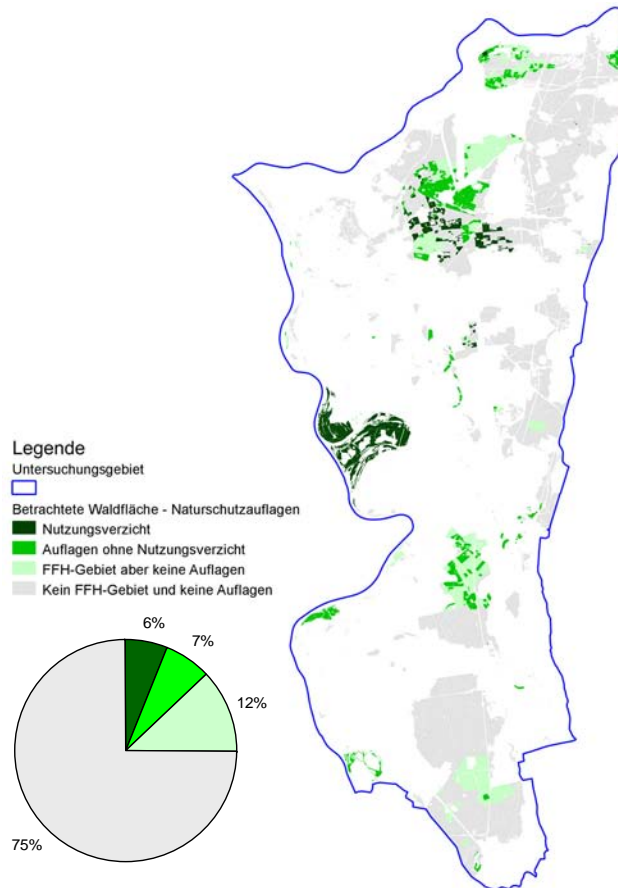 Legende
Untersuchungsgebiet
Betrachtete Waldfläche - Naturschutzauflagen
Nutzungsverzicht
Auflagen ohne Nutzungsverzicht
FFH-Gebiet aber keine Auflagen
Kein FFH-Gebiet und keine Auflagen
6%
7%
12%
75%